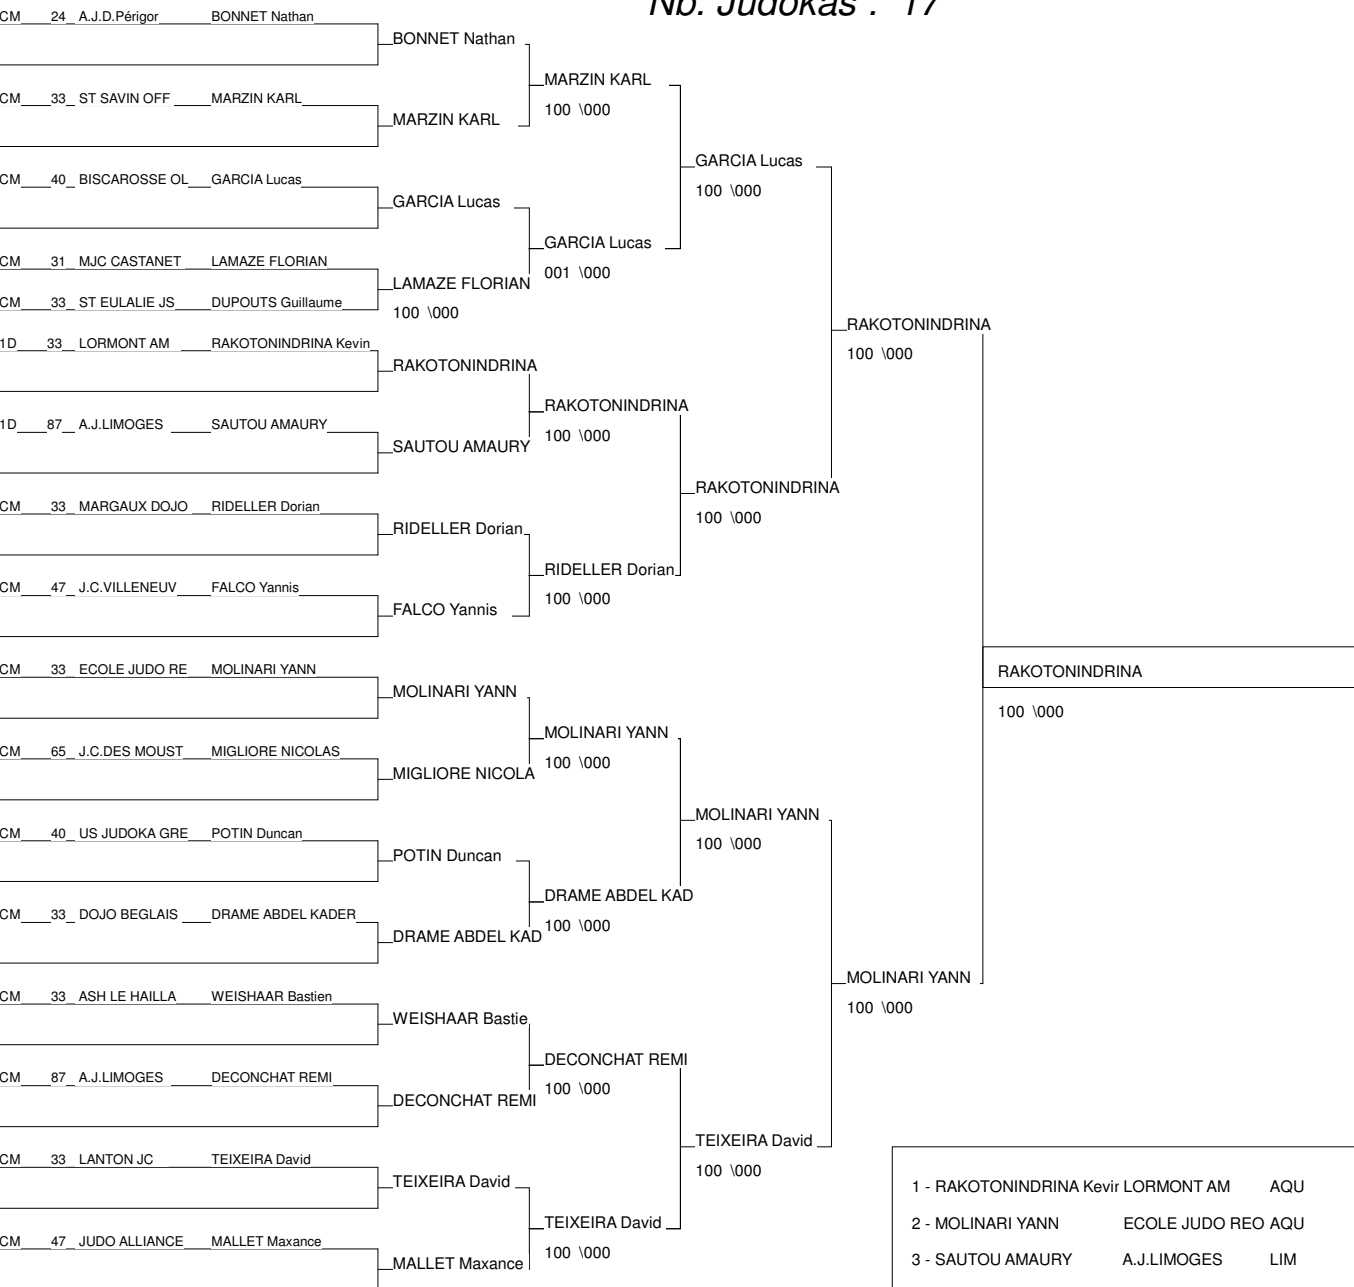 Nb. Judokas : 17
CM 24 A.J.D.Périgor BONNET Nathan
CM 33 ST SAVIN OFF MARZIN KARL
CM 40 BISCAROSSE OL GARCIA Lucas
CM 31 MJC CASTANET LAMAZE FLORIAN
CM 33 ST EULALIE JS DUPOUTS Guillaume
1D 33 LORMONT AM RAKOTONINDRINA Kevin
1D 87 A.J.LIMOGES SAUTOU AMAURY
CM 33 MARGAUX DOJO RIDELLER Dorian
CM 47 J.C.VILLENEUV FALCO Yannis
CM 33 ECOLE JUDO RE MOLINARI YANN
CM 65 J.C.DES MOUST MIGLIORE NICOLAS
CM 40 US JUDOKA GRE POTIN Duncan
CM 33 DOJO BEGLAIS DRAME ABDEL KADER
CM 33 ASH LE HAILLA WEISHAAR Bastien
CM 87 A.J.LIMOGES DECONCHAT REMI
CM 33 LANTON JC TEIXEIRA David
CM 47 JUDO ALLIANCE MALLET Maxance
BONNET Nathan
MARZIN KARL
GARCIA Lucas
LAMAZE FLORIAN
100 \000
RAKOTONINDRINA
SAUTOU AMAURY
RIDELLER Dorian
FALCO Yannis
MOLINARI YANN
MIGLIORE NICOLA
POTIN Duncan
DRAME ABDEL KAD
WEISHAAR Bastie
DECONCHAT REMI
TEIXEIRA David
MALLET Maxance
MARZIN KARL
100 \000
GARCIA Lucas
001 \000
RAKOTONINDRINA
100 \000
RIDELLER Dorian
100 \000
MOLINARI YANN
100 \000
DRAME ABDEL KAD
100 \000
DECONCHAT REMI
100 \000
TEIXEIRA David
100 \000
GARCIA Lucas
100 \000
RAKOTONINDRINA
100 \000
MOLINARI YANN
100 \000
TEIXEIRA David
100 \000
RAKOTONINDRINA
100 \000
MOLINARI YANN
100 \000
RAKOTONINDRINA
100 \000
1 - RAKOTONINDRINA Kevin LORMONT AM AQU
2 - MOLINARI YANN ECOLE JUDO REO AQU
3 - SAUTOU AMAURY A.J.LIMOGES LIM